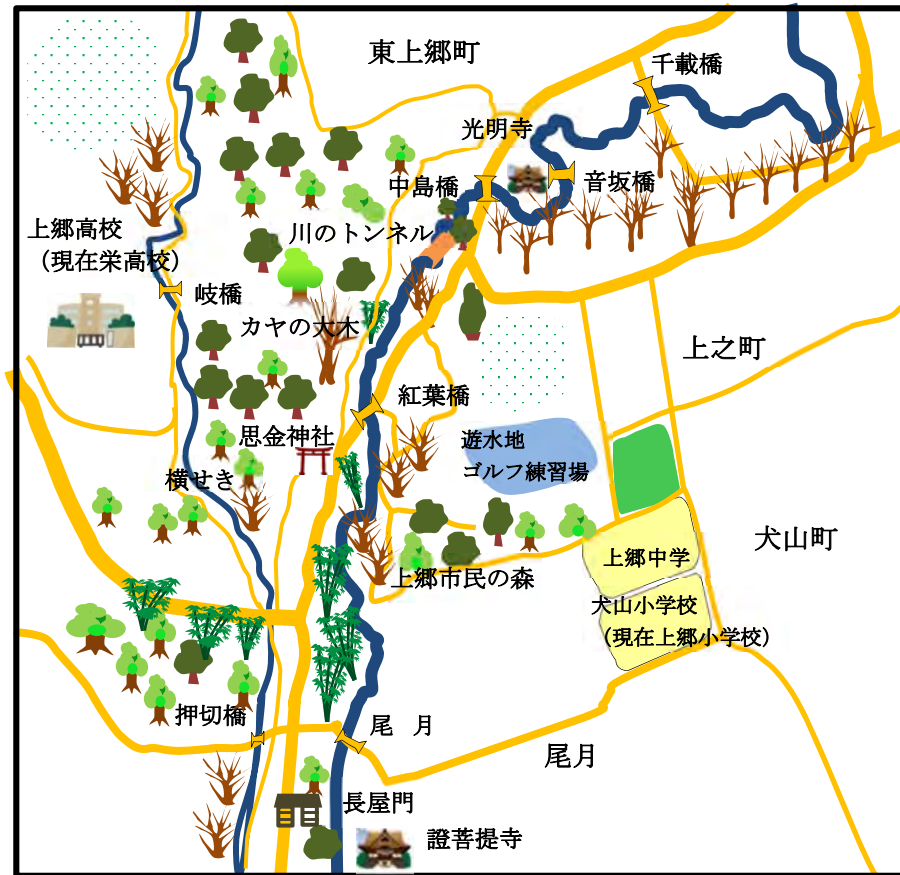 東上郷町
千載橋
光明寺
中島橋
音坂橋
上郷高校
（現在栄高校）
川のトンネル
岐橋
カヤの大木
上之町
紅葉橋
思金神社
遊水地
ゴルフ練習場
横せき
犬山町
上郷中学
上郷市民の森
犬山小学校
（現在上郷小学校）
押切橋
尾　月
尾月
長屋門
證菩提寺